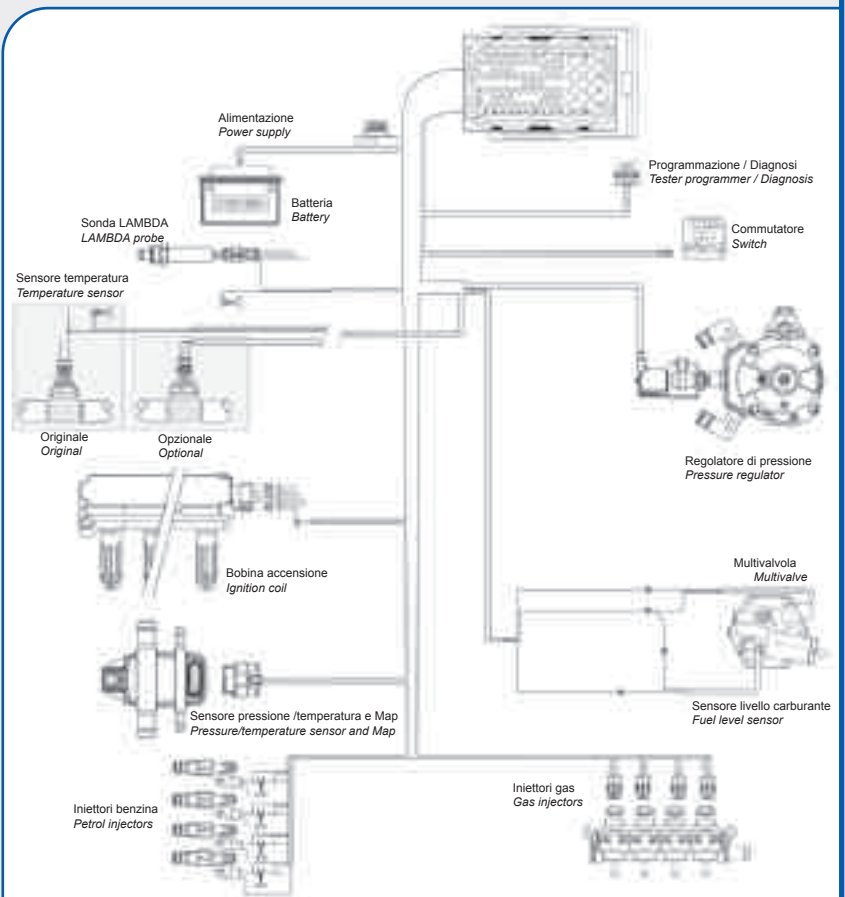 Alimentazione
Power supply
Programmazione / Diagnosi
Tester programmer / Diagnosis
Batteria
Battery
Sonda LAMBDA
LAMBDA probe
Commutatore
Switch
Sensore temperatura
Temperature sensor
Originale
Original
Opzionale
Optional
Regolatore di pressione
Pressure regulator
Bobina accensione
Ignition coil
Multivalvola
Multivalve
Sensore pressione /temperatura e Map
Pressure/temperature sensor and Map
Sensore livello carburante
Fuel level sensor
Iniettori benzina
Petrol injectors
Iniettori gas
Gas injectors